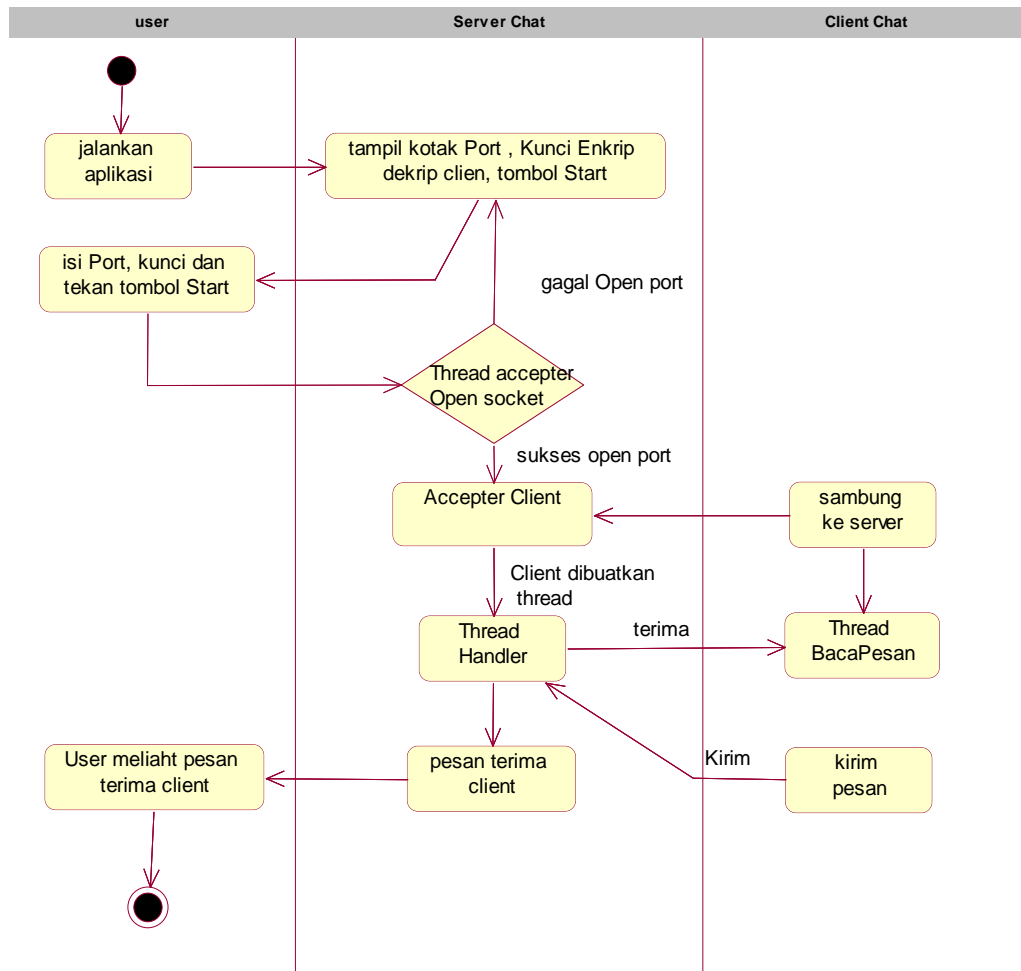 user
Server Chat
Client Chat
jalankan
aplikasi
tampil kotak Port , Kunci Enkrip
dekrip clien, tombol Start
isi Port, kunci dan
tekan tombol Start
gagal Open port
Thread accepter
Open socket
sukses open port
Accepter Client
sambung
ke server
Client dibuatkan
thread
Thread
Handler
terima
Thread
BacaPesan
User meliaht pesan
terima client
pesan terima
client
Kirim
kirim
pesan